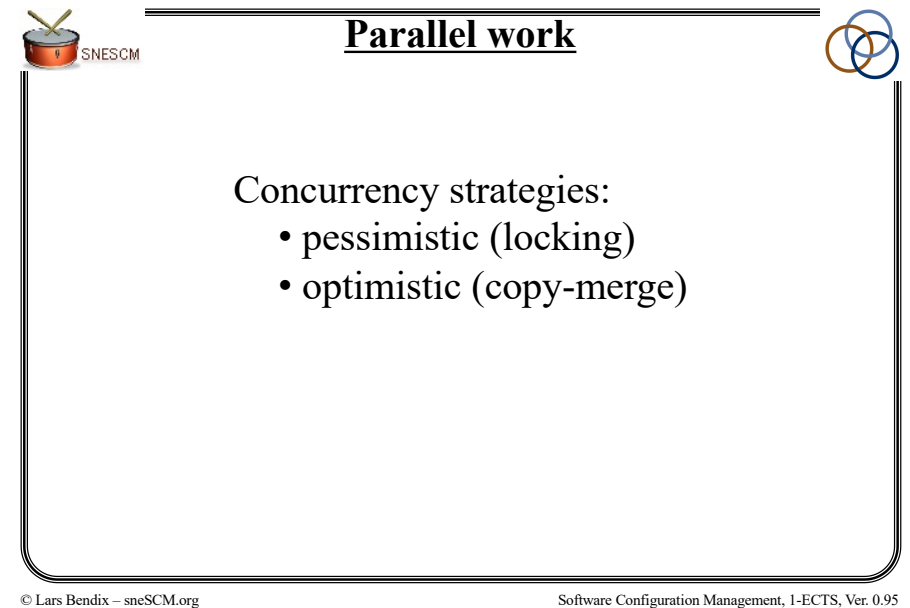 SNESCM
Parallel work
Concurrency strategies:
• pessimistic (locking)
• optimistic (copy-merge)
© Lars Bendix – sneSCM.org
Software Configuration Management, 1-ECTS, Ver. 0.95